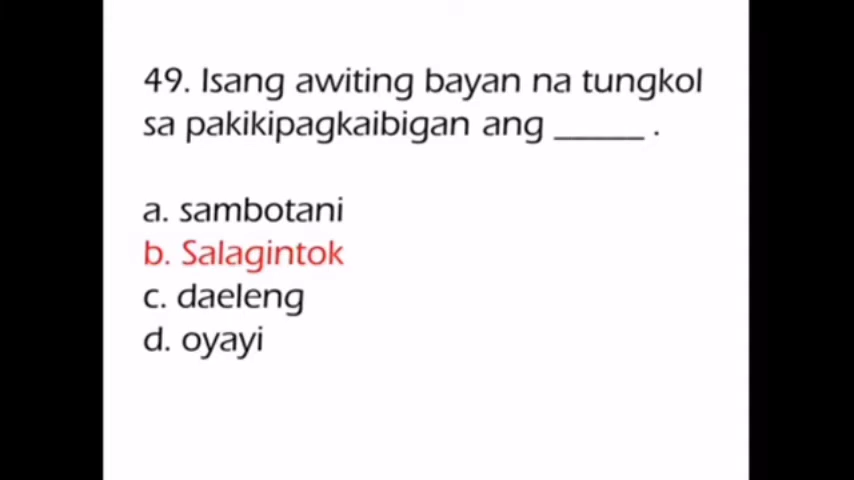 49. Isang awiting bayan na tungkol
sa pakikipagkaibigan ang _____ .
a. sambotani
b. Salagintok
c. daeleng
d. oyayi